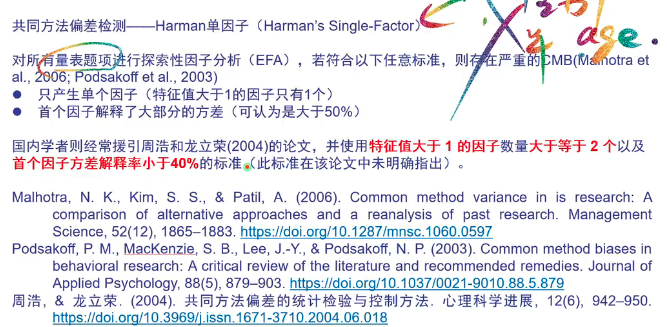 共同方法偏差检测——Harman单因子（Harman's Single-Factor）
age.
对所有量表题项进行探索性因子分析（EFA），若符合以下任意标准，则存在严重的CMB(Malhotra et
al., 2006; Podsakoff et al., 2003)
● 只产生单个因子（特征值大于1的因子只有1个）
● 首个因子解释了大部分的方差（可认为是大于50%）
国内学者则经常援引周浩和龙立荣(2004)的论文，并使用特征值大于 1 的因子数量大于等于 2 个以及
首个因子方差解释率小于40%的标准（此标准在该论文中未明确指出）。
Malhotra, N. K., Kim, S. S., & Patil, A. (2006). Common method variance in is research: A
comparison of alternative approaches and a reanalysis of past research. Management
Science, 52(12), 1865–1883. https://doi.org/10.1287/mnsc.1060.0597
Podsakoff, P. M., MacKenzie, S. B., Lee, J.-Y., & Podsakoff, N. P. (2003). Common method biases in
behavioral research: A critical review of the literature and recommended remedies. Journal of
Applied Psychology, 88(5), 879–903. https://doi.org/10.1037/0021-9010.88.5.879
周浩, & 龙立荣. (2004). 共同方法偏差的统计检验与控制方法. 心理科学进展, 12(6), 942–950.
https://doi.org/10.3969/j.issn.1671-3710.2004.06.018